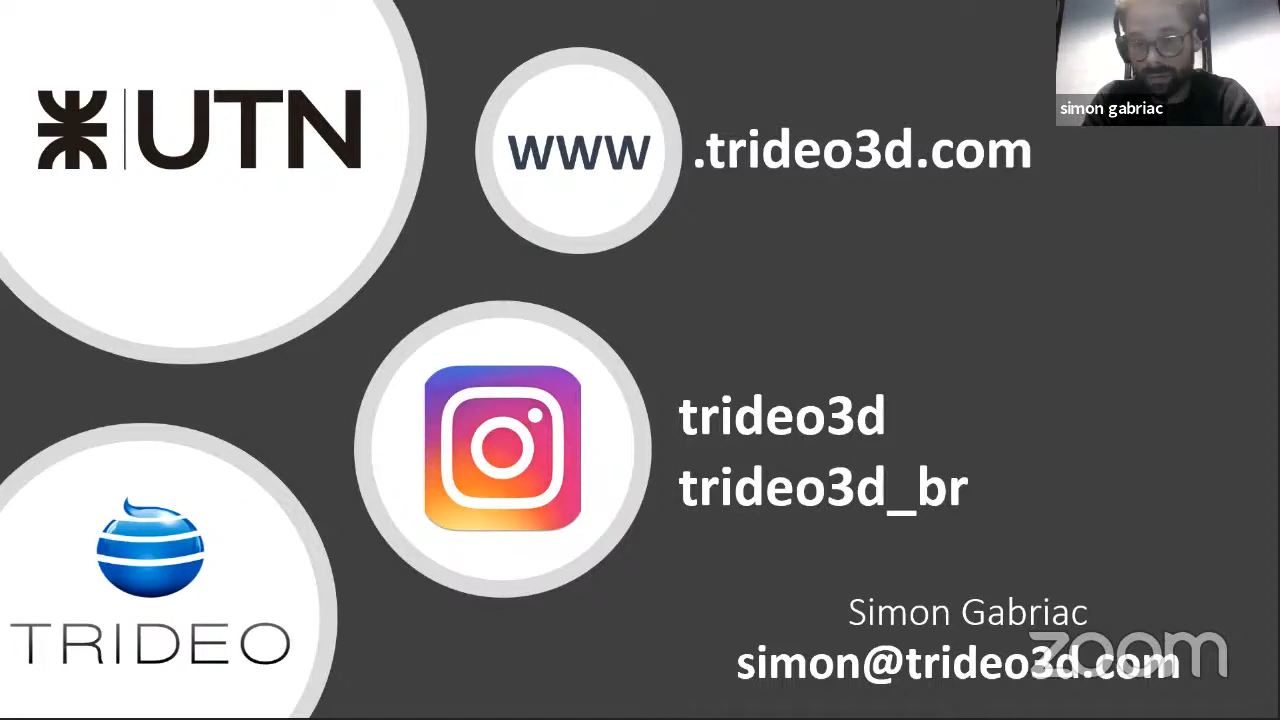 UTN
www.trideo3d.com
simon gabriac
trideo3d
trideo3d_br
TRIDEO
Simon Gabriac
simon@trideo3d.com
zoom